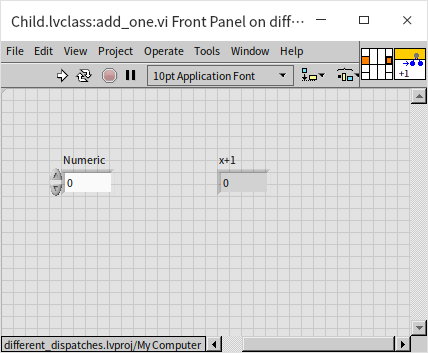 Child.lvclass:add_one.vi Front Panel on diff...
File Edit View Project Operate Tools Window Help
10pt Application Font
+1
Numeric x+1
0 0
different_dispatches.lvproj/My Computer